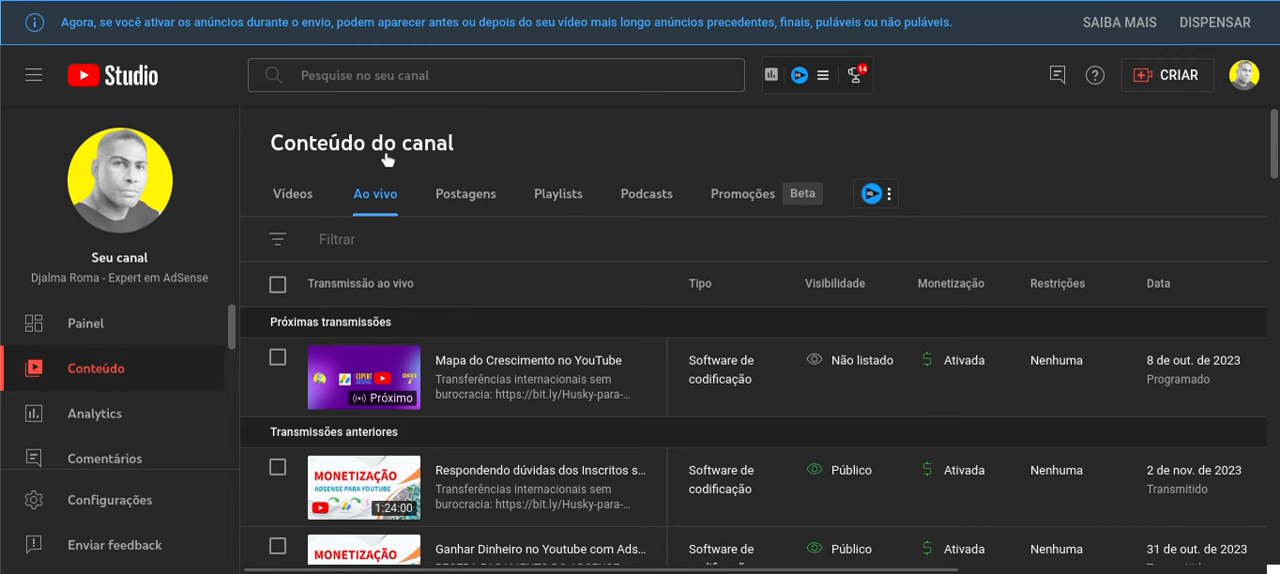 Agora, se você ativar os anúncios durante o envio, podem aparecer antes ou depois do seu vídeo mais longo anúncios precedentes, finais, puláveis ou não puláveis.
SAIBA MAIS
DISPENSAR
Studio
Pesquise no seu canal
14
CRIAR
Seu canal
Djalma Roma - Expert em AdSense
Painel
Conteúdo
Analytics
Comentários
Configurações
Enviar feedback
Conteúdo do canal
Vídeos
Ao vivo
Postagens
Playlists
Podcasts
Promoções
Beta
Filtrar
Transmissão ao vivo
Tipo
Visibilidade
Monetização
Restrições
Data
Próximas transmissões
Próximo
Mapa do Crescimento no YouTube
Transferências internacionais sem
burocracia: https://bit.ly/Husky-para-...
Software de
codificação
Não listado
Ativada
Nenhuma
8 de out. de 2023
Programado
Transmissões anteriores
MONETIZAÇÃO
ADSENSE PARA YOUTUBE
1:24:00
Respondendo dúvidas dos Inscritos s...
Transferências internacionais sem
burocracia: https://bit.ly/Husky-para-...
Software de
codificação
Público
Ativada
Nenhuma
2 de nov. de 2023
Transmitido
MONETIZAÇÃO
Ganhar Dinheiro no Youtube com Ads...
Software de
Público
Ativada
Nenhuma
31 de out. de 2023